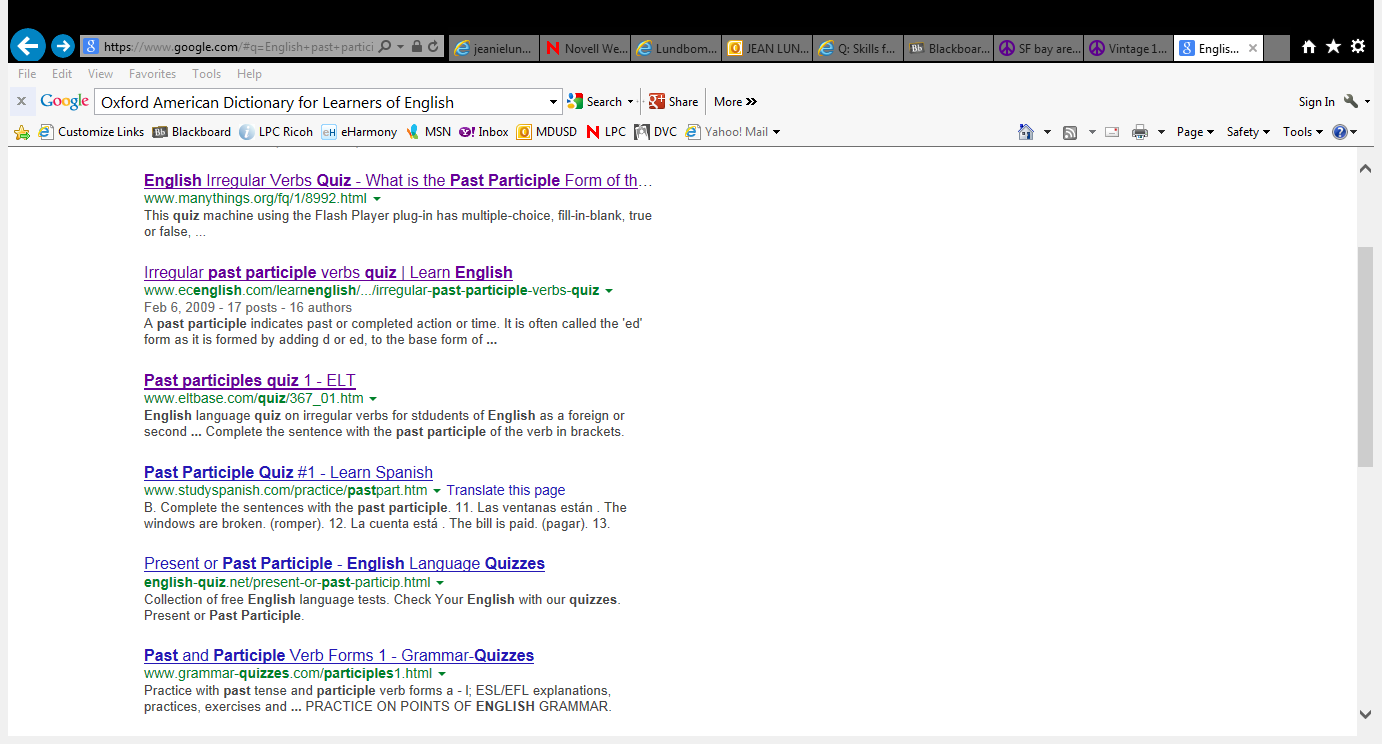 https://www.google.com/#q=English+past+partici
jeanielun...
Novell We...
Lundbom...
JEAN LUN...
Q: Skills f...
Bb Blackboar...
SF bay are...
Vintage 1...
Englis...
File Edit View Favorites Tools Help
x Google Oxford American Dictionary for Learners of English Search Share More » Sign In
Customize Links Bb Blackboard LPC Ricoh eH eHarmony MSN Inbox MDUSD LPC DVC Yahoo! Mail Page Safety Tools
English Irregular Verbs Quiz - What is the Past Participle Form of th...
www.manythings.org/fq/1/8992.html
This quiz machine using the Flash Player plug-in has multiple-choice, fill-in-blank, true
or false, ...
Irregular past participle verbs quiz | Learn English
www.ecenglish.com/learnenglish/.../irregular-past-participle-verbs-quiz
Feb 6, 2009 - 17 posts - 16 authors
A past participle indicates past or completed action or time. It is often called the 'ed'
form as it is formed by adding d or ed, to the base form of ...
Past participles quiz 1 - ELT
www.eltbase.com/quiz/367_01.htm
English language quiz on irregular verbs for stdudents of English as a foreign or
second ... Complete the sentence with the past participle of the verb in brackets.
Past Participle Quiz #1 - Learn Spanish
www.studyspanish.com/practice/pastpart.htm Translate this page
B. Complete the sentences with the past participle. 11. Las ventanas están . The
windows are broken. (romper). 12. La cuenta está . The bill is paid. (pagar). 13.
Present or Past Participle - English Language Quizzes
english-quiz.net/present-or-past-particip.html
Collection of free English language tests. Check Your English with our quizzes.
Present or Past Participle.
Past and Participle Verb Forms 1 - Grammar-Quizzes
www.grammar-quizzes.com/participles1.html
Practice with past tense and participle verb forms a - l; ESL/EFL explanations,
practices, exercises and ... PRACTICE ON POINTS OF ENGLISH GRAMMAR.